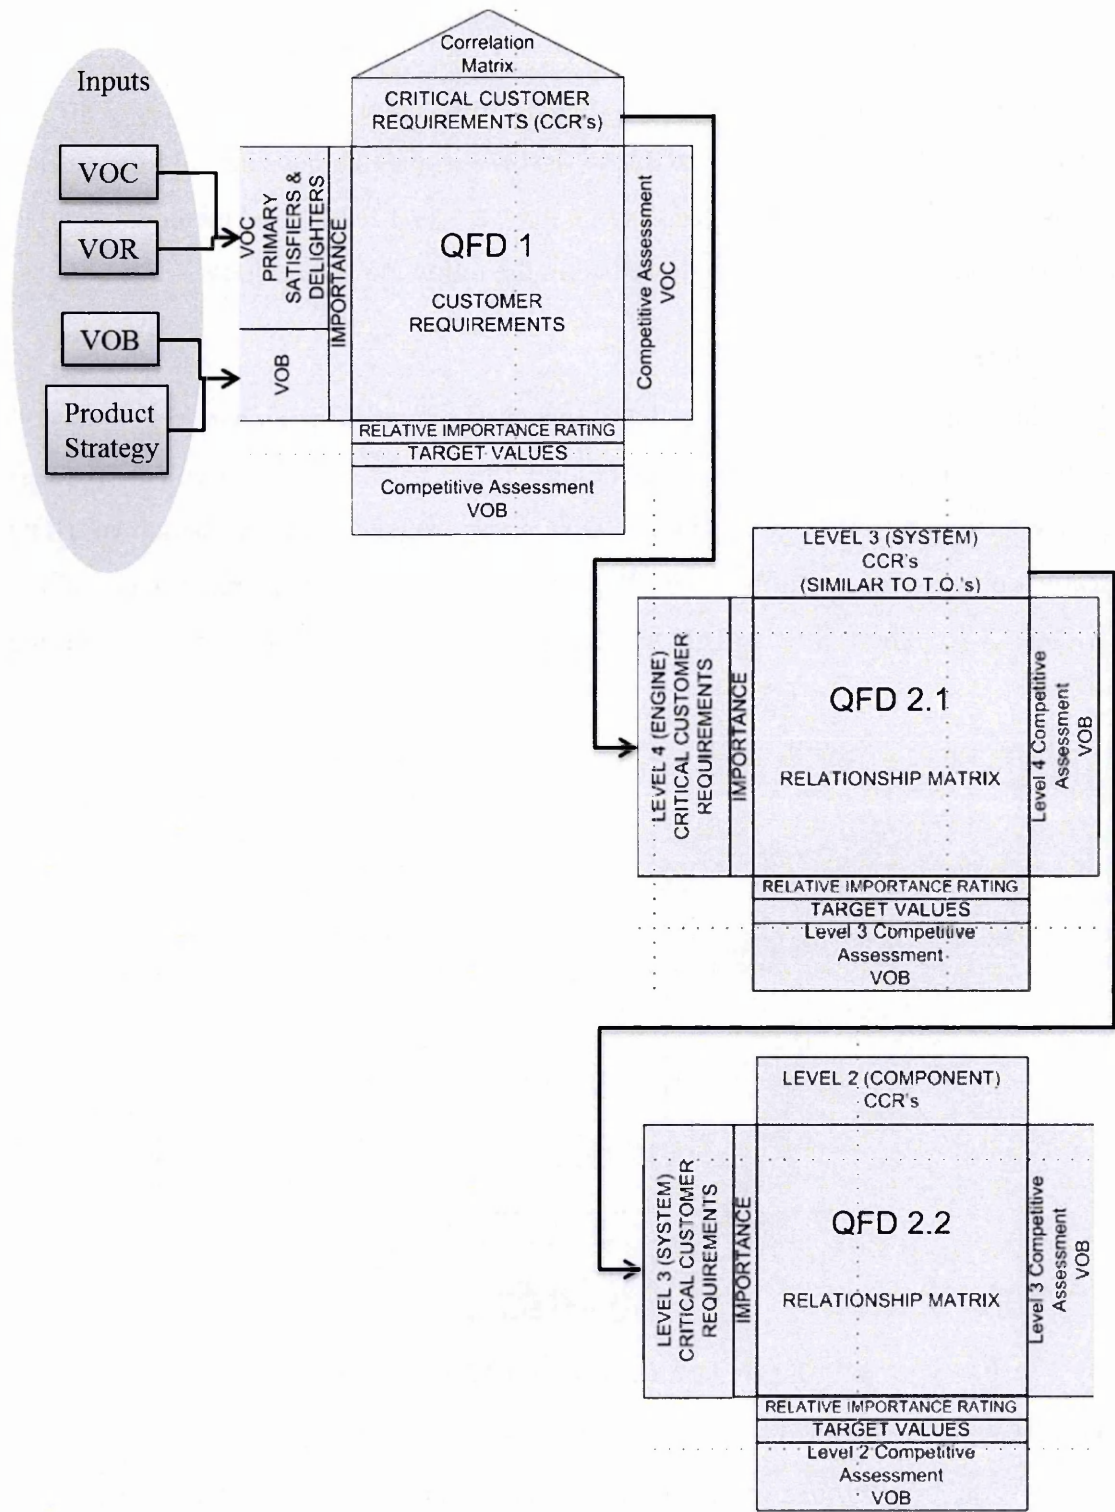 Inputs
VOC
VOR
VOB
Product
Strategy
Correlation
Matrix
CRITICAL CUSTOMER
REQUIREMENTS (CCR's)
VOC
PRIMARY
SATISFIERS &
DELIGHTERS
VOB
IMPORTANCE
QFD 1
CUSTOMER
REQUIREMENTS
Competitive Assessment
VOC
RELATIVE IMPORTANCE RATING
TARGET VALUES
Competitive Assessment
VOB
LEVEL 3 (SYSTEM)
CCR's
(SIMILAR TO T.Q.'s)
LEVEL 4 (ENGINE)
CRITICAL CUSTOMER
REQUIREMENTS
IMPORTANCE
QFD 2.1
RELATIONSHIP MATRIX
Level 4 Competitive
Assessment
VOB
RELATIVE IMPORTANCE RATING
TARGET VALUES
Level 3 Competitive
Assessment
VOB
LEVEL 2 (COMPONENT)
CCR's
LEVEL 3 (SYSTEM)
CRITICAL CUSTOMER
REQUIREMENTS
IMPORTANCE
QFD 2.2
RELATIONSHIP MATRIX
Level 3 Competitive
Assessment
VOB
RELATIVE IMPORTANCE RATING
TARGET VALUES
Level 2 Competitive
Assessment
VOB